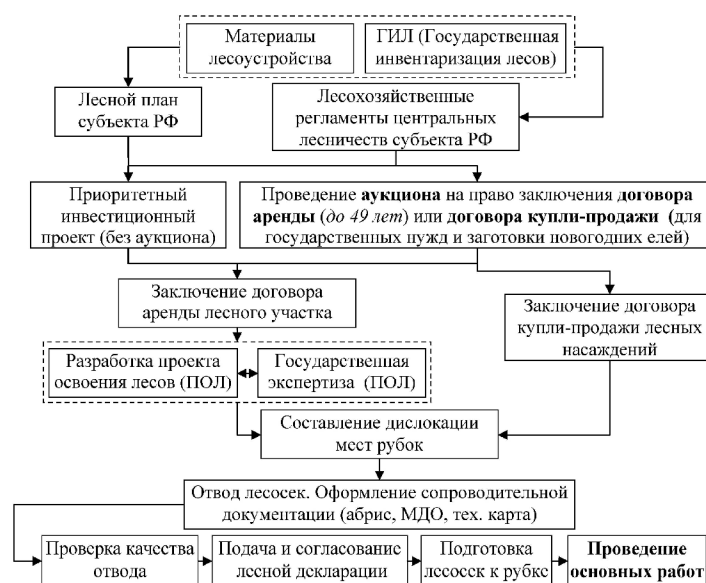 Материалы
лесоустройства
ГИЛ (Государственная
инвентаризация лесов)
Лесной план
субъекта РФ
Лесохозяйственные
регламенты центральных
лесничеств субъекта РФ
Приоритетный
инвестиционный
проект (без аукциона)
Проведение аукциона на право заключения договора
аренды (до 49 лет) или договора купли-продажи (для
государственных нужд и заготовки новогодних елей)
Заключение договора
аренды лесного участка
Заключение договора
купли-продажи лесных
насаждений
Разработка проекта
освоения лесов (ПОЛ)
Государственная
экспертиза (ПОЛ)
Составление дислокации
мест рубок
Отвод лесосек. Оформление сопроводительной
документации (абрис, МДО, тех. карта)
Проверка качества
отвода
Подача и согласование
лесной декларации
Подготовка
лесосек к рубке
Проведение
основных работ